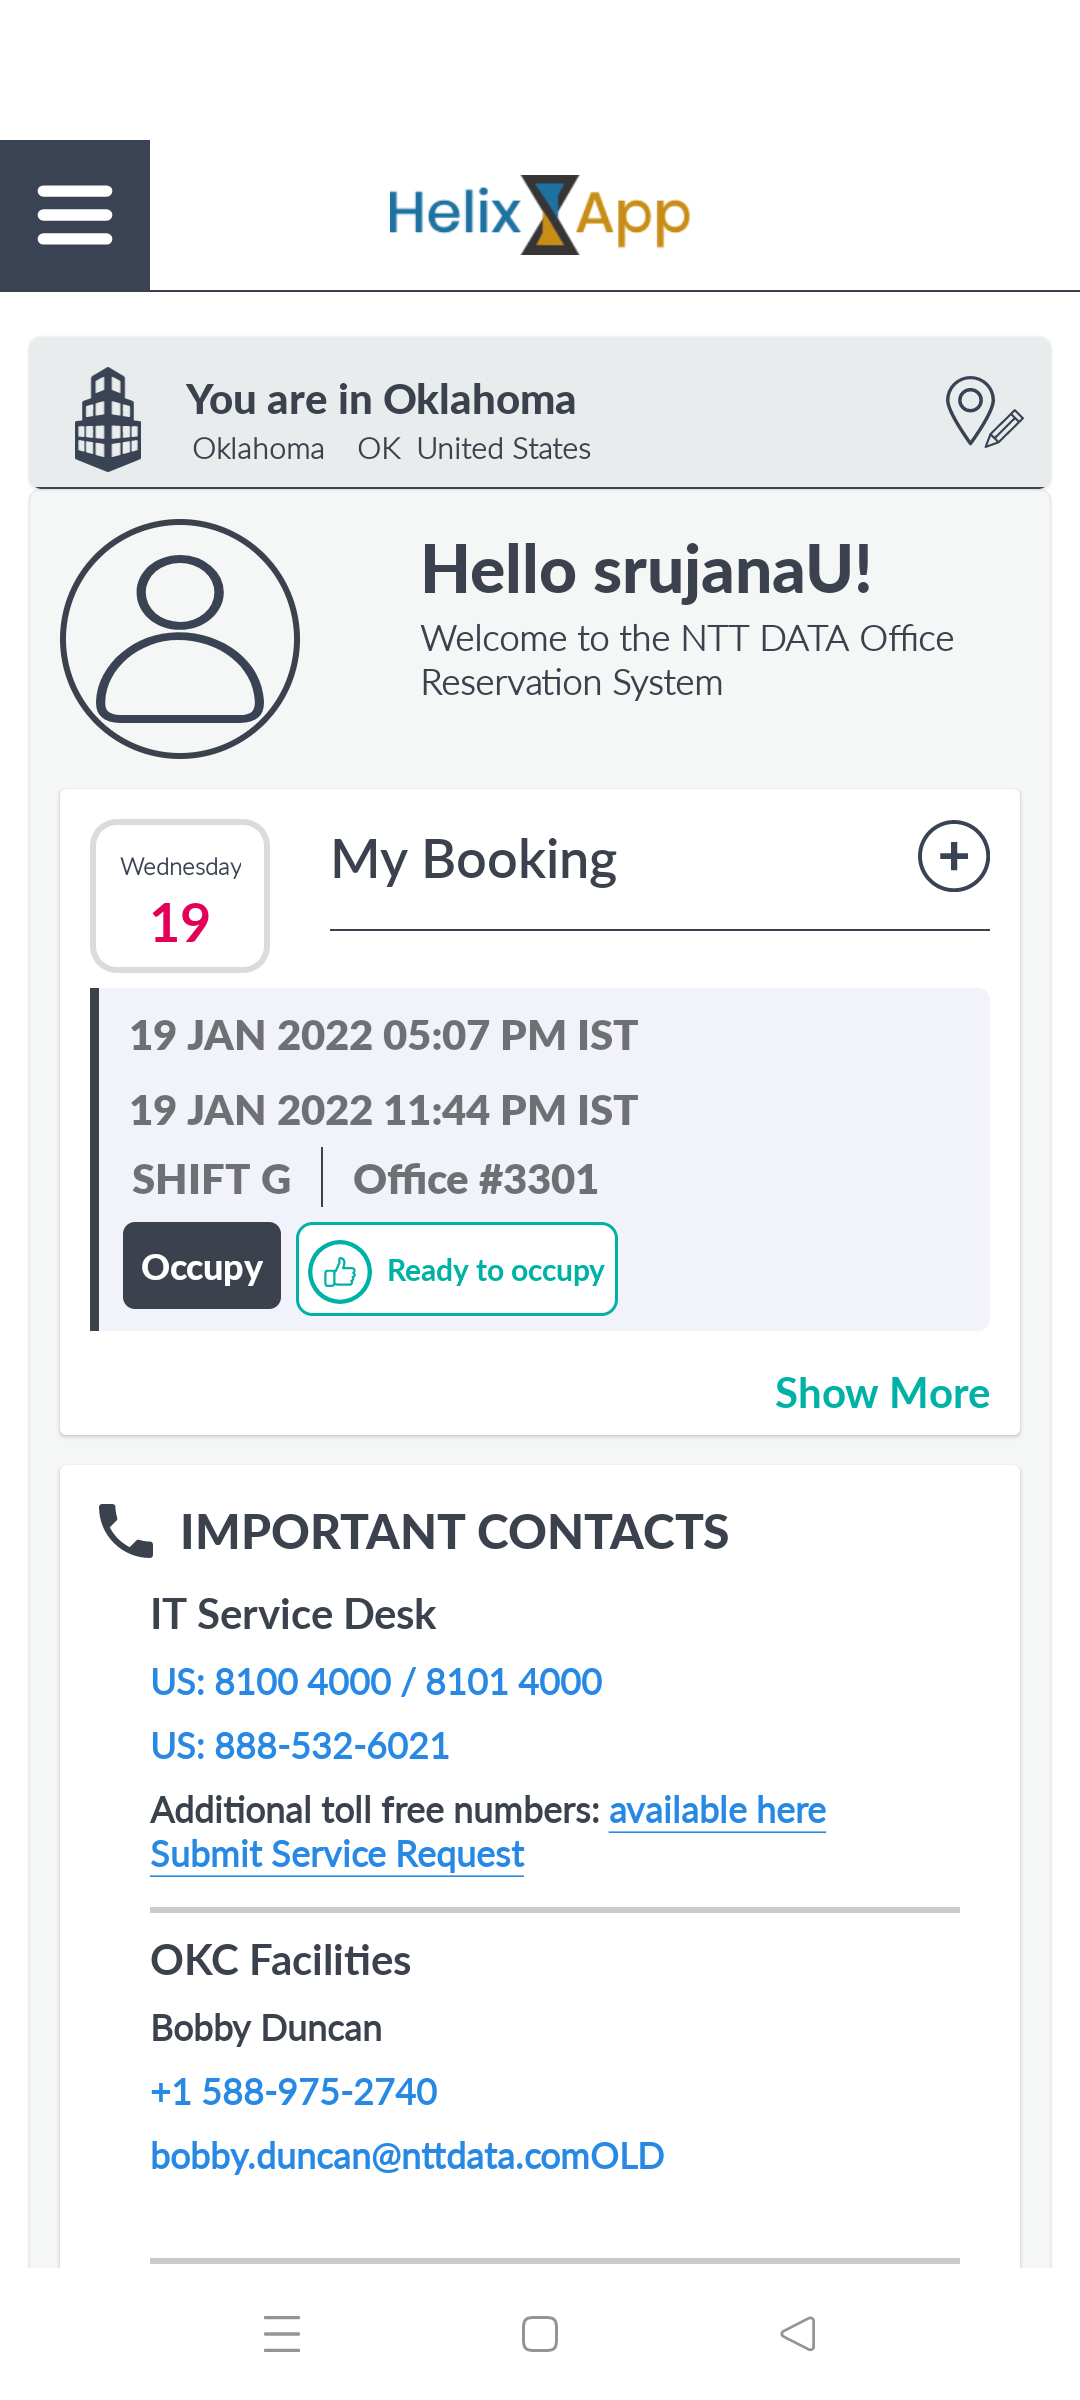 Helix App
You are in Oklahoma
Oklahoma OK United States
Hello srujanaU!
Welcome to the NTT DATA Office
Reservation System
Wednesday
19
My Booking
19 JAN 2022 05:07 PM IST
19 JAN 2022 11:44 PM IST
SHIFT G Office #3301
Occupy Ready to occupy
Show More
IMPORTANT CONTACTS
IT Service Desk
US: 8100 4000 / 8101 4000
US: 888-532-6021
Additional toll free numbers: available here
Submit Service Request
OKC Facilities
Bobby Duncan
+1 588-975-2740
bobby.duncan@nttdata.comOLD